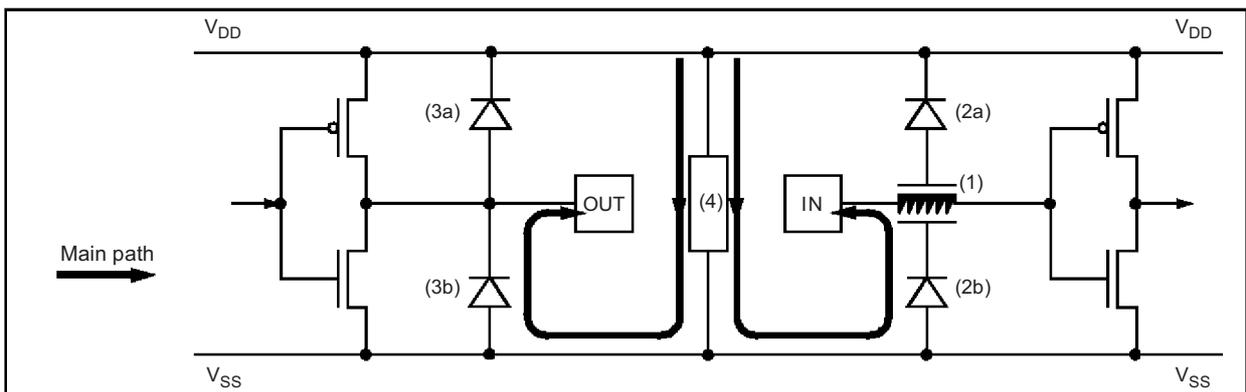 VDD VDD
(3a) (2a)
(1)
OUT (4) IN
Main path
(3b) (2b)
VSS VSS